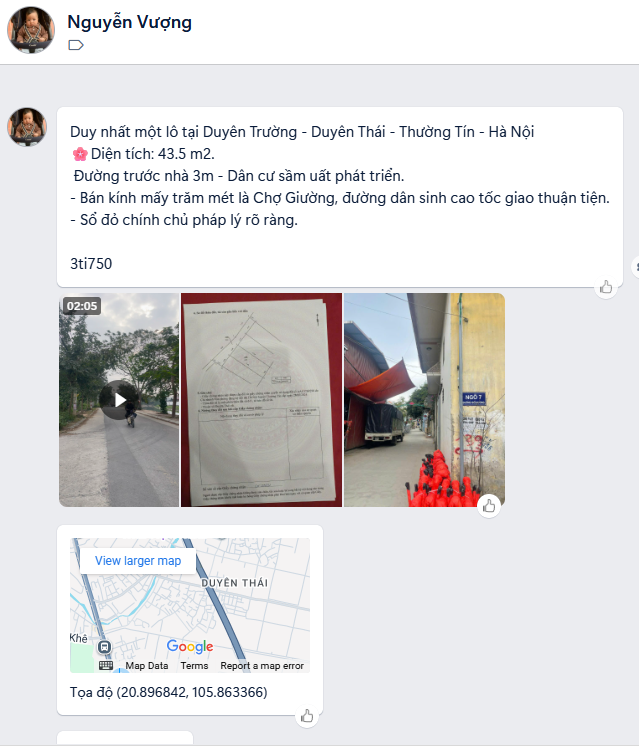 Nguyễn Vượng
Duy nhất một lô tại Duyên Trường - Duyên Thái - Thường Tín - Hà Nội
🌸 Diện tích: 43.5 m2.
Đường trước nhà 3m - Dân cư sầm uất phát triển.
- Bán kính mấy trăm mét là Chợ Giường, đường dân sinh cao tốc giao thuận tiện.
- Sổ đỏ chính chủ pháp lý rõ ràng.
3ti750
02:05
NGÕ 7
View larger map
DUYÊN THÁI
Khê
Google
Map Data
Terms
Report a map error
Tọa độ (20.896842, 105.863366)